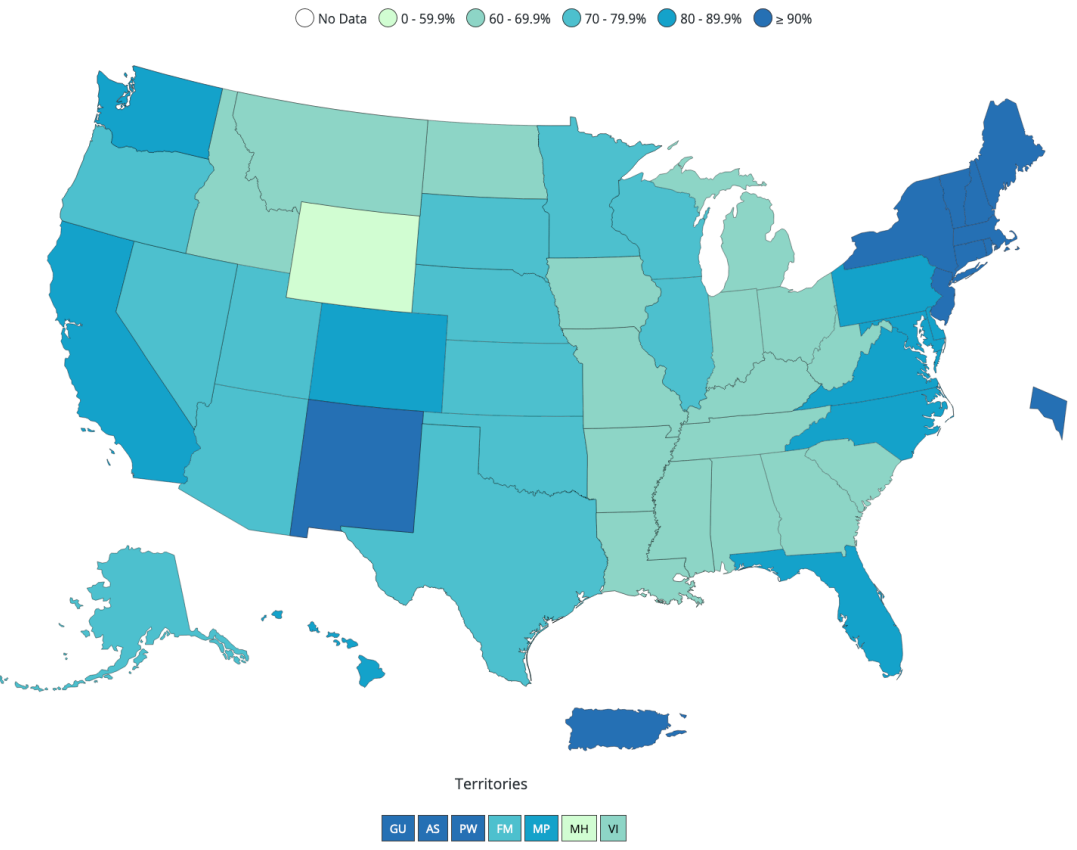 No Data 0 - 59.9% 60 - 69.9% 70 - 79.9% 80 - 89.9% ≥ 90%
Territories
GU AS PW FM MP MH VI